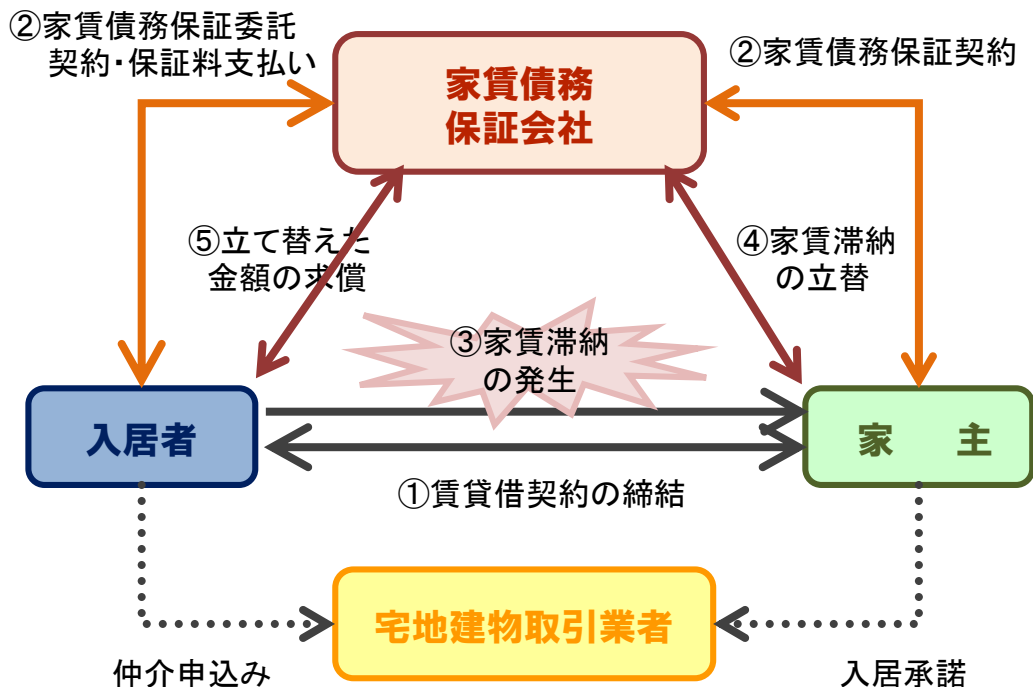 ②家賃債務保証委託
契約・保証料支払い
家賃債務
保証会社
②家賃債務保証契約
⑤立て替えた
金額の求償
④家賃滞納
の立替
③家賃滞納
の発生
入居者
家　主
①賃貸借契約の締結
宅地建物取引業者
仲介申込み
入居承諾